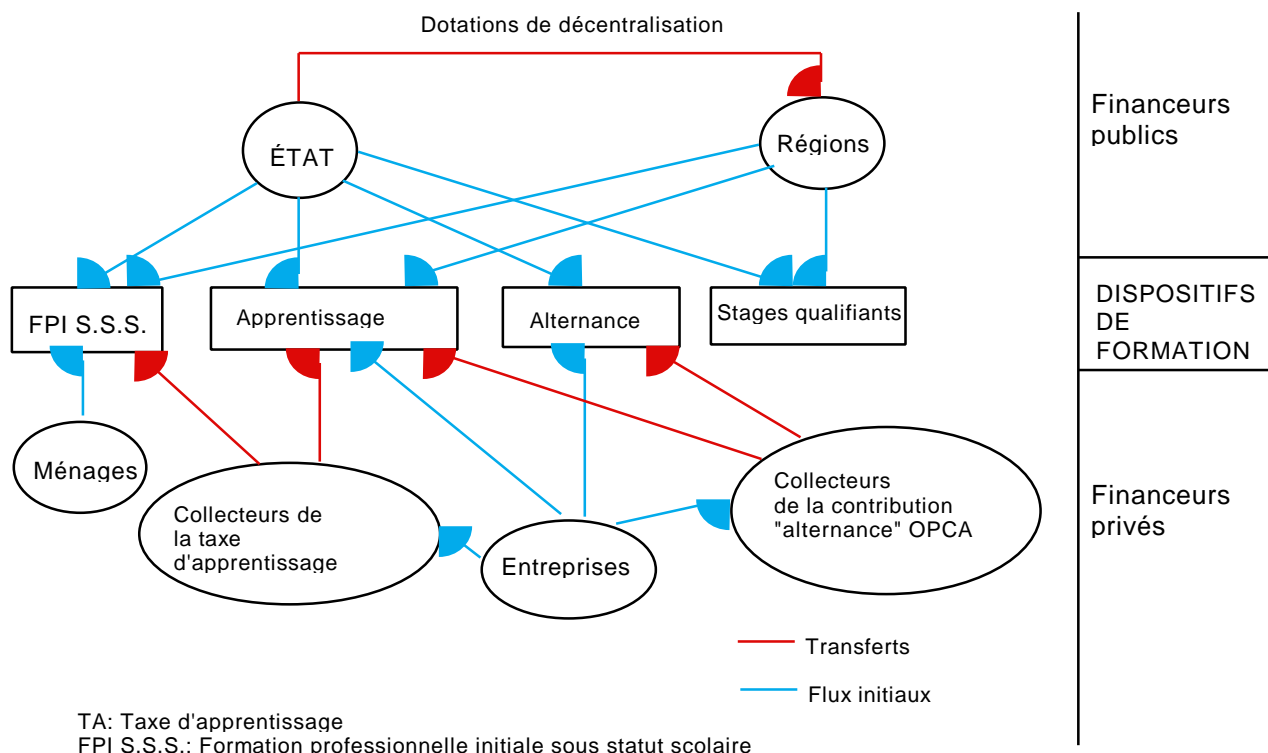 Dotations de décentralisation
ÉTAT
Régions
Financeurs
publics
FPI S.S.S.
Apprentissage
Alternance
Stages qualifiants
DISPOSITIFS
DE
FORMATION
Ménages
Collecteurs de
la taxe
d'apprentissage
Entreprises
Collecteurs
de la contribution
"alternance" OPCA
Financeurs
privés
Transferts
Flux initiaux
TA: Taxe d'apprentissage
FPI S.S.S.: Formation professionnelle initiale sous statut scolaire